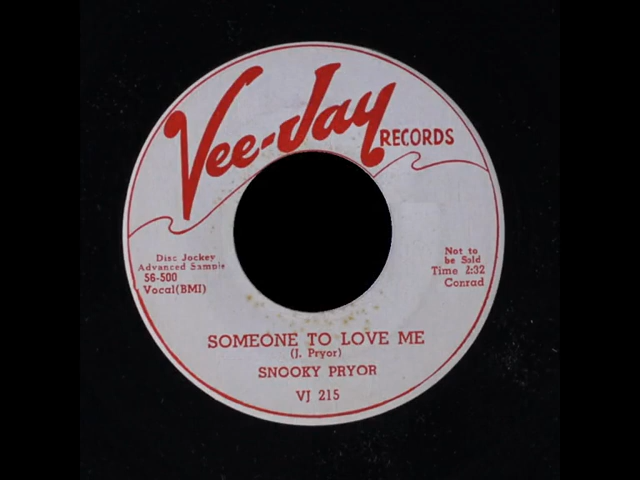 Vee-Jay
RECORDS
Disc Jockey
Advanced Sample
56-500
Vocal(BMI)
Not to
be Sold
Time 2:32
Conrad
SOMEONE TO LOVE ME
(J. Pryor)
SNOOKY PRYOR
VJ 215